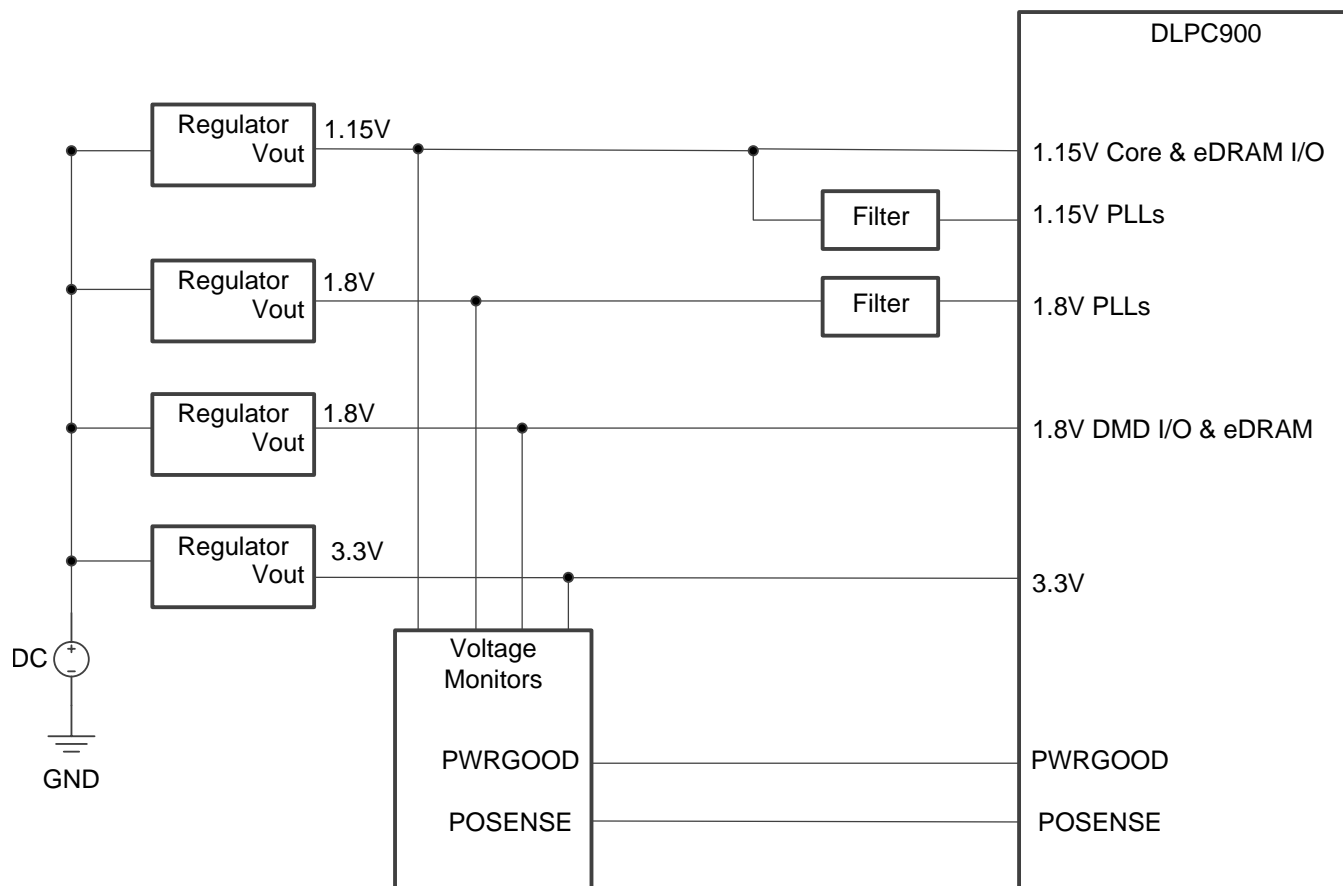 DLPC900
Regulator
Vout
1.15V
1.15V Core & eDRAM I/O
Filter
1.15V PLLs
Regulator
Vout
1.8V
Filter
1.8V PLLs
Regulator
Vout
1.8V
1.8V DMD I/O & eDRAM
Regulator
Vout
3.3V
3.3V
DC
GND
Voltage
Monitors
PWRGOOD
PWRGOOD
POSENSE
POSENSE